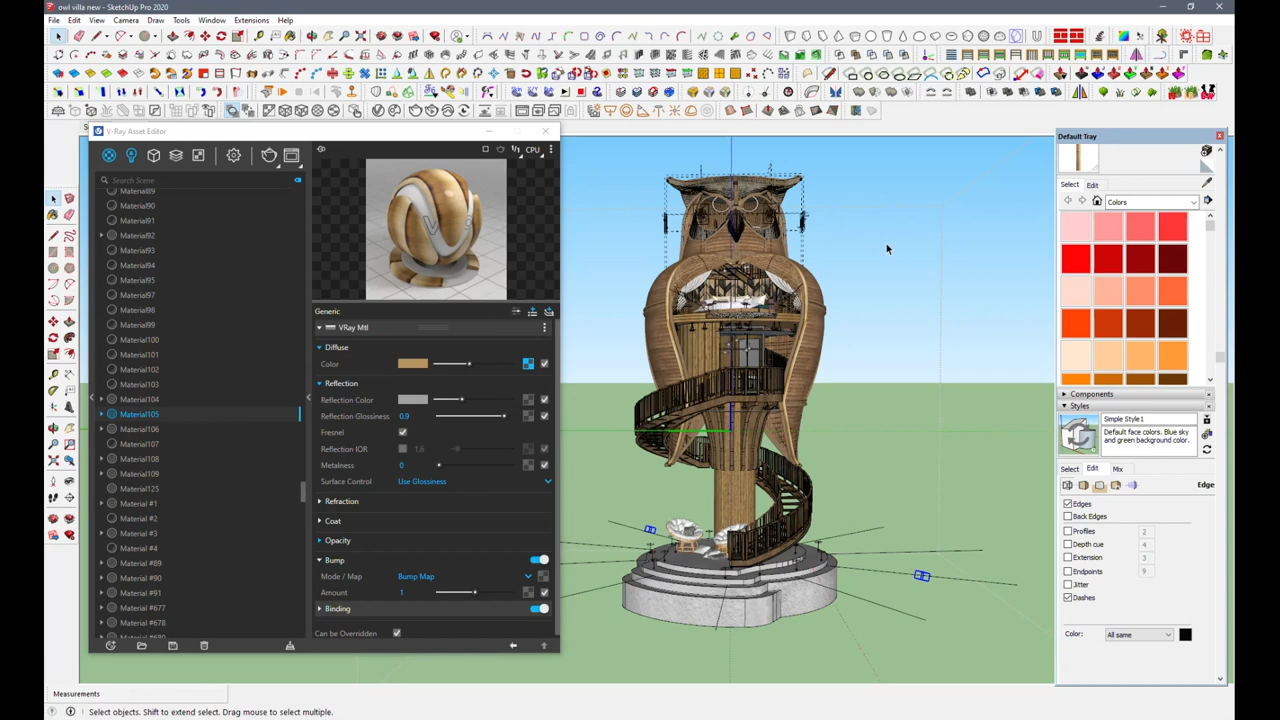 owl villa new - SketchUp Pro 2020
File Edit View Camera Draw Tools Window Extensions Help
V-Ray Asset Editor
CPU
Search Scene
Material89
Material90
Material91
Material92
Material93
Material94
Material95
Material97
Material98
Material99
Material100
Material101
Material102
Material103
Material104
Material105
Material106
Material107
Material108
Material109
Material125
Material #1
Material #2
Material #3
Material #4
Material #89
Material #90
Material #91
Material #677
Material #678
Material #680
Generic
VRay Mtl
Diffuse
Color
Reflection
Reflection Color
Reflection Glossiness 0.9
Fresnel
Reflection IOR 1.6
Metalness 0
Surface Control Use Glossiness
Refraction
Coat
Opacity
Bump
Mode / Map Bump Map
Amount 1
Binding
Can be Overridden
Default Tray
Select Edit
Colors
Components
Styles
Simple Style1
Default face colors. Blue sky
and green background color.
Select Edit Mix
Edge
Edges
Back Edges
Profiles 2
Depth cue 4
Extension 3
Endpoints 9
Jitter
Dashes
Color: All same
Measurements
Select objects. Shift to extend select. Drag mouse to select multiple.